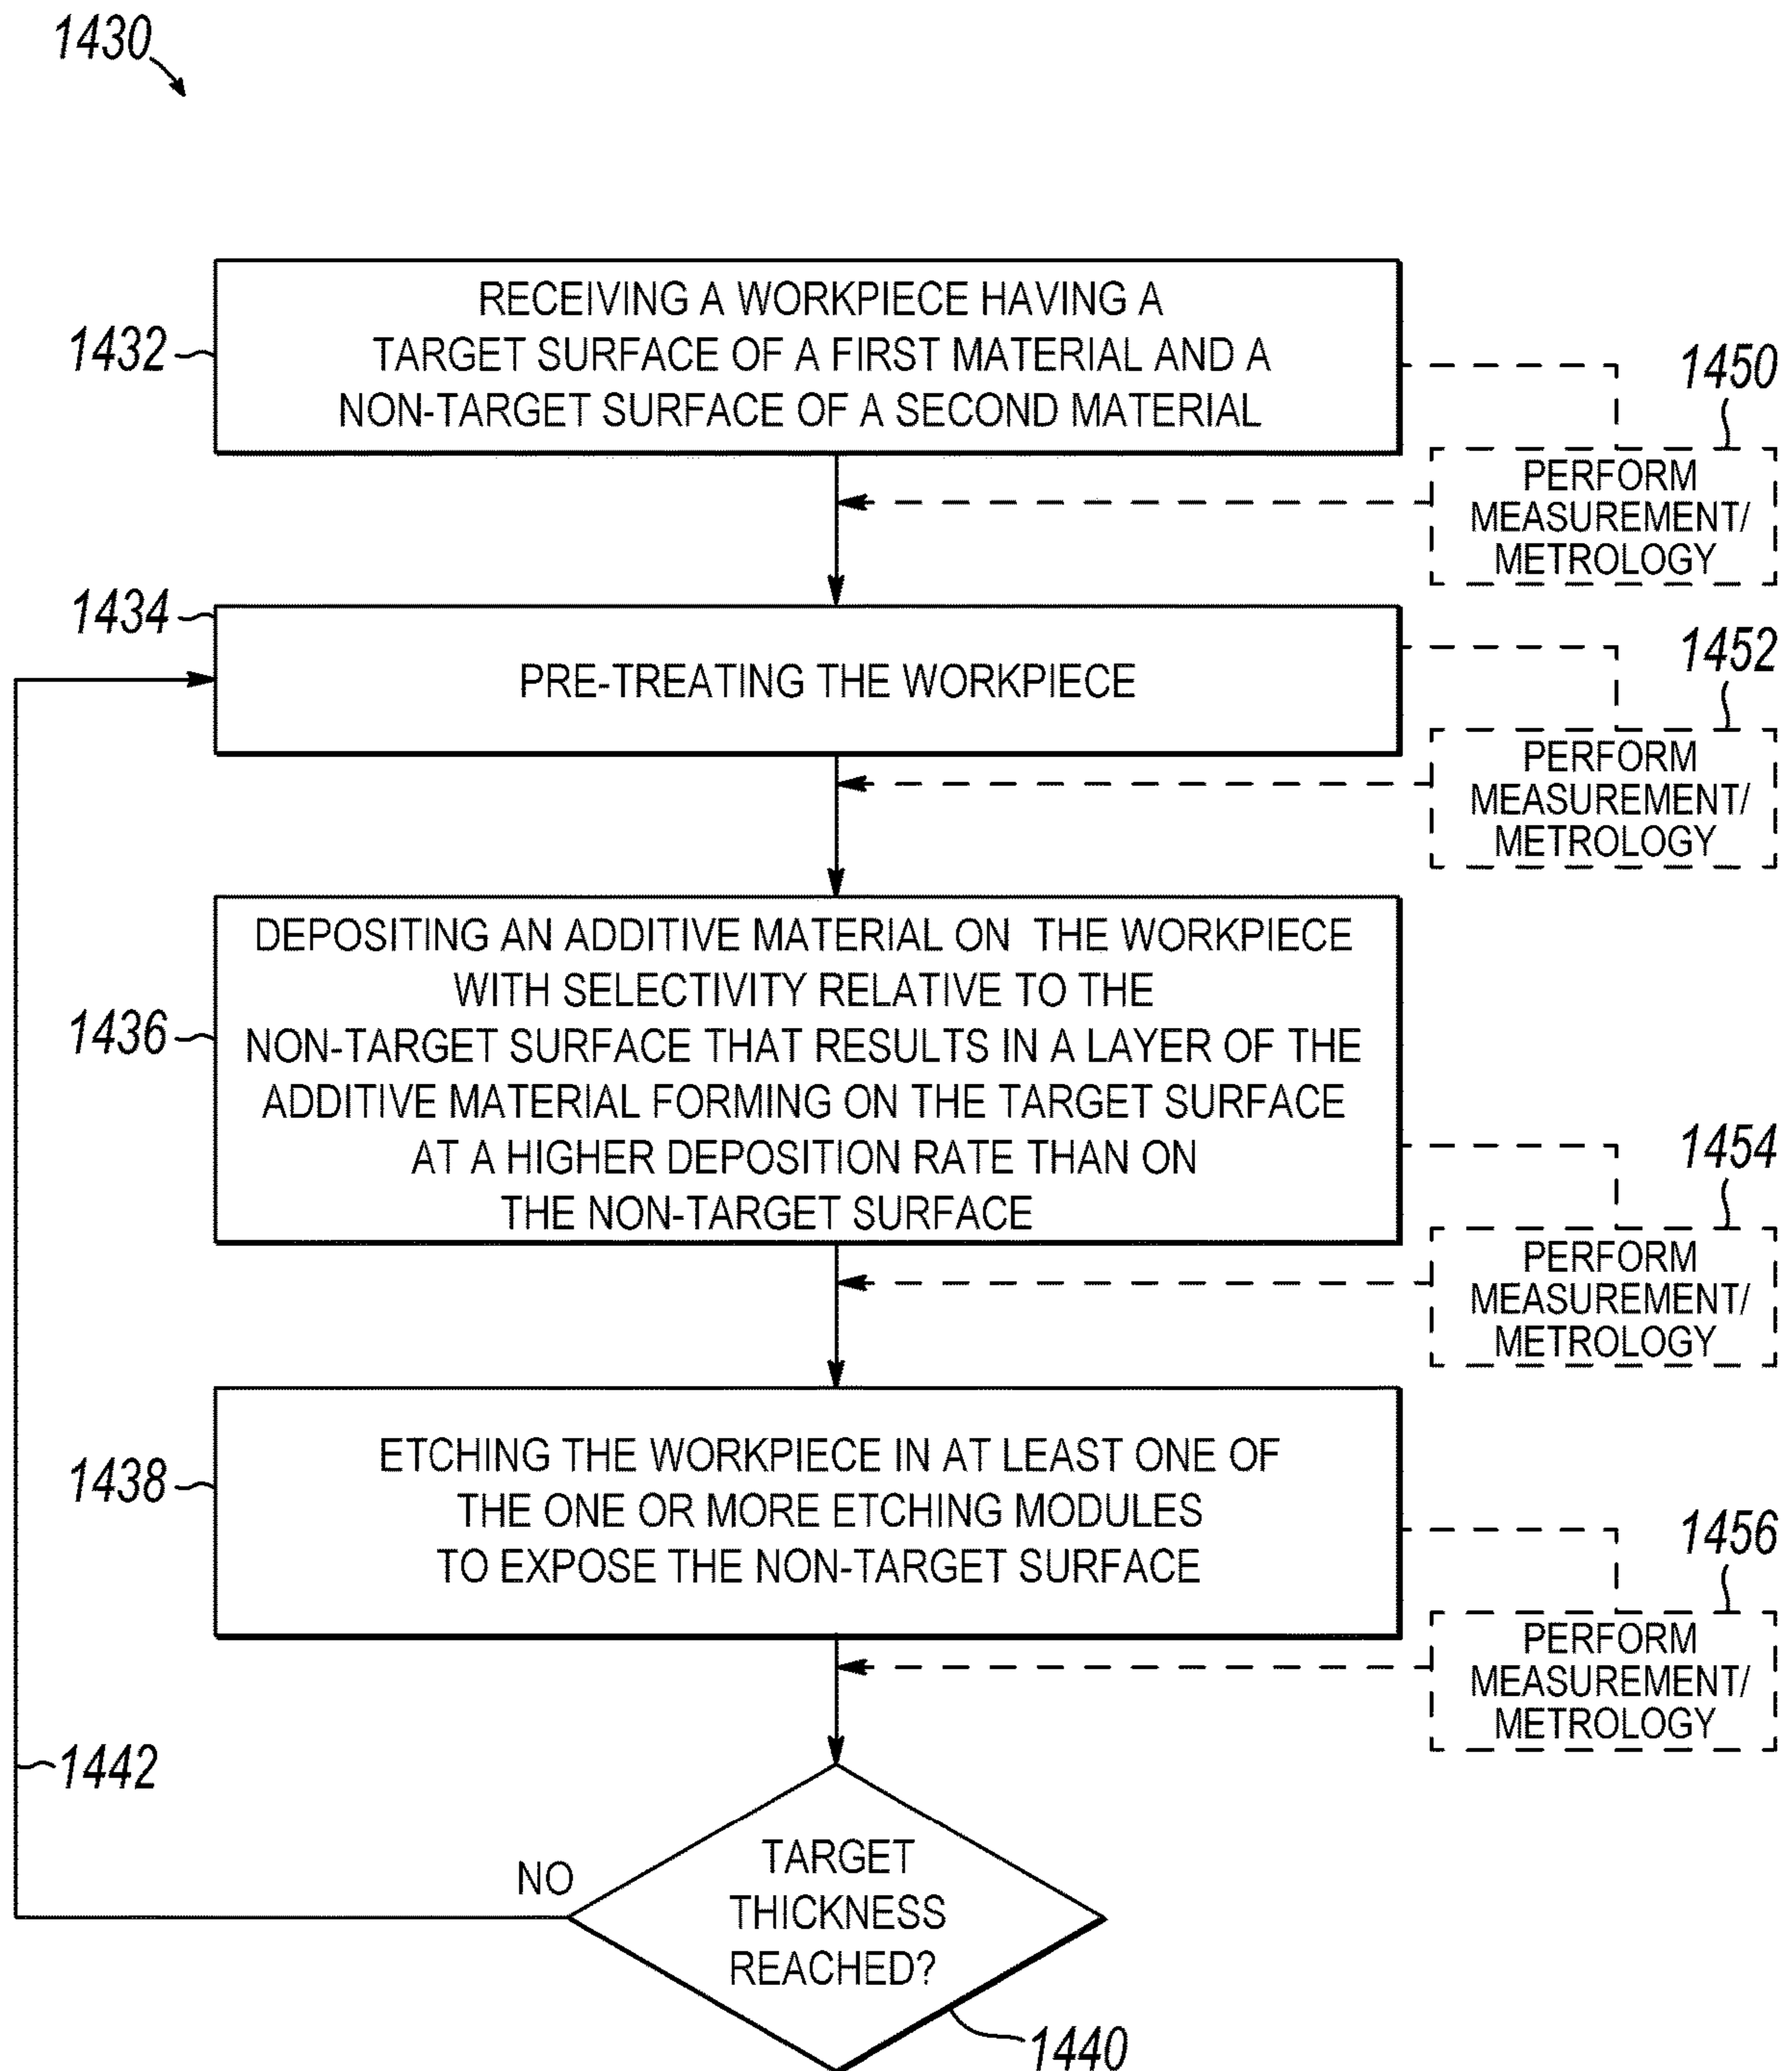 1430
1432
RECEIVING A WORKPIECE HAVING A
TARGET SURFACE OF A FIRST MATERIAL AND A
NON-TARGET SURFACE OF A SECOND MATERIAL
1450
PERFORM
MEASUREMENT/
METROLOGY
1434
PRE-TREATING THE WORKPIECE
1452
PERFORM
MEASUREMENT/
METROLOGY
1436
DEPOSITING AN ADDITIVE MATERIAL ON THE WORKPIECE
WITH SELECTIVITY RELATIVE TO THE
NON-TARGET SURFACE THAT RESULTS IN A LAYER OF THE
ADDITIVE MATERIAL FORMING ON THE TARGET SURFACE
AT A HIGHER DEPOSITION RATE THAN ON
THE NON-TARGET SURFACE
1454
PERFORM
MEASUREMENT/
METROLOGY
1438
ETCHING THE WORKPIECE IN AT LEAST ONE OF
THE ONE OR MORE ETCHING MODULES
TO EXPOSE THE NON-TARGET SURFACE
1456
PERFORM
MEASUREMENT/
METROLOGY
1442
NO
TARGET
THICKNESS
REACHED?
1440